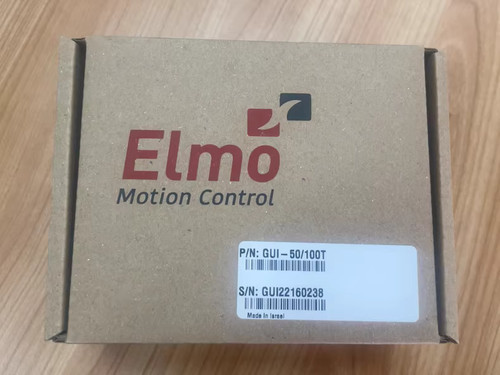 Elmo
Motion Control
P/N: GUI-50/100T
S/N: GUI22160238
Made in Israel